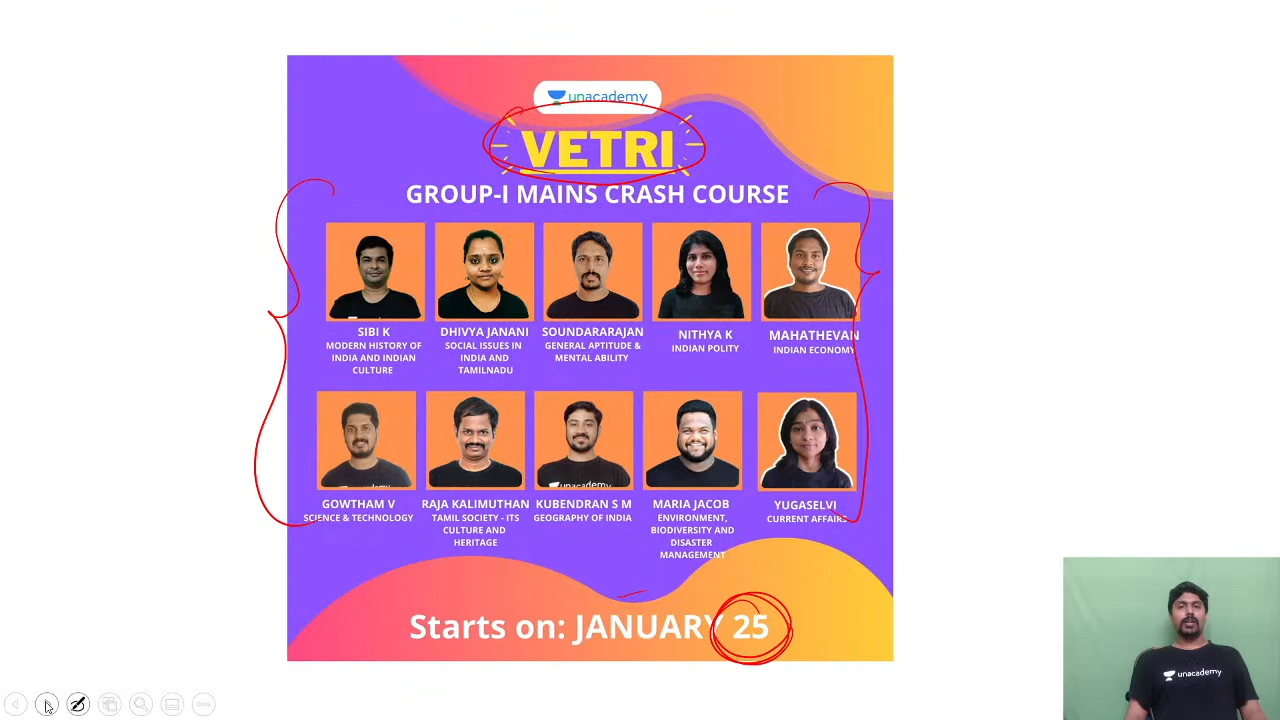 unacademy
VETRI
GROUP-I MAINS CRASH COURSE
SIBI K
MODERN HISTORY OF
INDIA AND INDIAN
CULTURE
DHIVYA JANANI
SOCIAL ISSUES IN
INDIA AND
TAMILNADU
SOUNDARARAJAN
GENERAL APTITUDE &
MENTAL ABILITY
NITHYA K
INDIAN POLITY
MAHATHEVAN
INDIAN ECONOMY
GOWTHAM V
SCIENCE & TECHNOLOGY
RAJA KALIMUTHAN
TAMIL SOCIETY - ITS
CULTURE AND
HERITAGE
KUBENDRAN S M
GEOGRAPHY OF INDIA
MARIA JACOB
ENVIRONMENT,
BIODIVERSITY AND
DISASTER
MANAGEMENT
YUGASELVI
CURRENT AFFAIRS
Starts on: JANUARY 25
unacademy